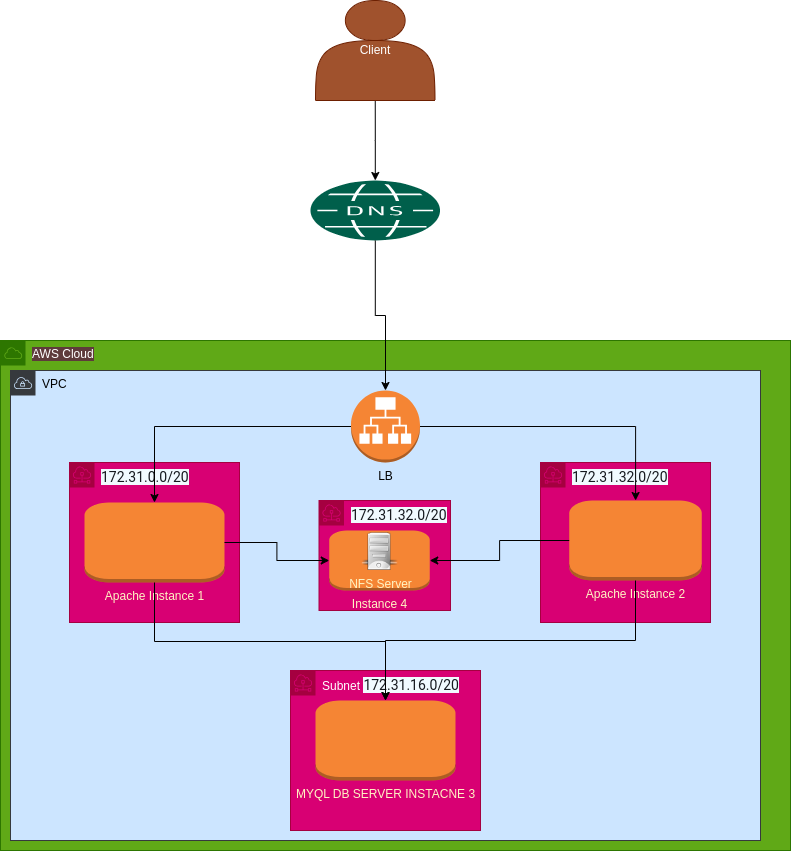 Client
DNS
AWS Cloud
VPC
LB
172.31.0.0/20
172.31.32.0/20
172.31.32.0/20
NFS Server
Instance 4
Apache Instance 1
Apache Instance 2
Subnet 172.31.16.0/20
MYQL DB SERVER INSTACNE 3